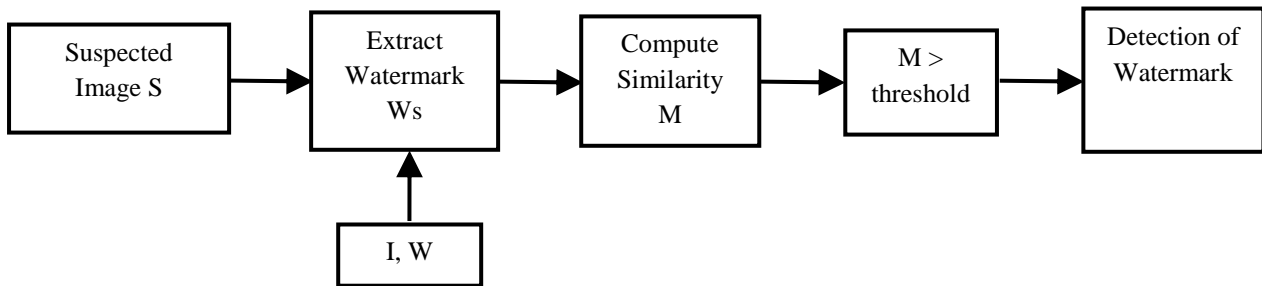 Suspected
Image S
Extract
Watermark
Ws
Compute
Similarity
M
M >
threshold
Detection of
Watermark
I, W